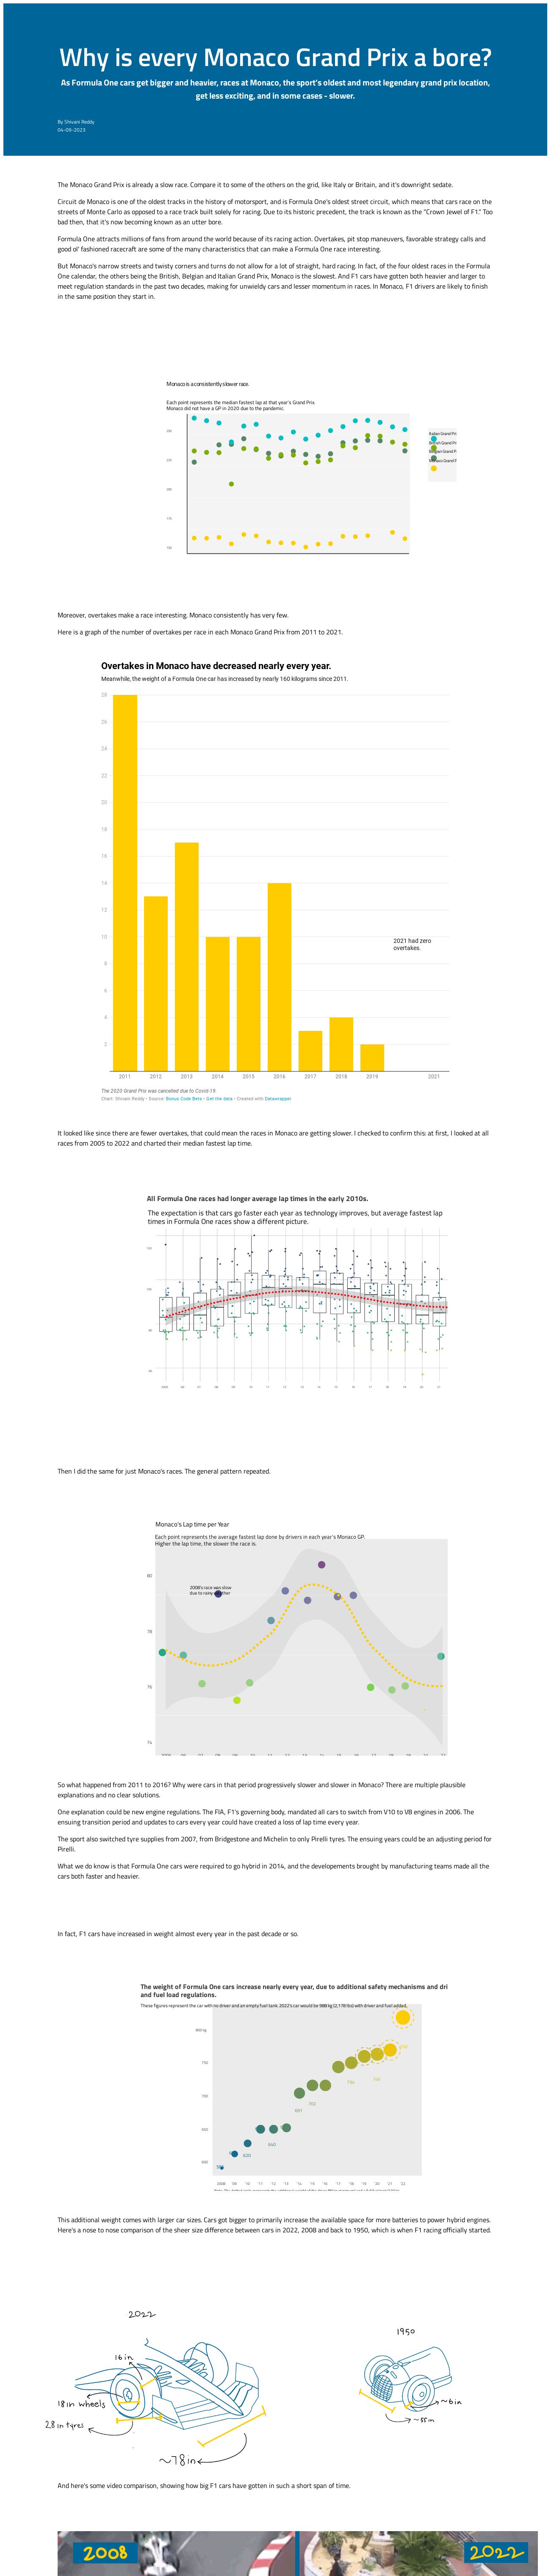 Why is every Monaco Grand Prix a bore?
As Formula One cars get bigger and heavier, races at Monaco, the sport's oldest and most legendary grand prix location,
get less exciting, and in some cases - slower.
By Shivani Reddy
04-09-2023
The Monaco Grand Prix is already a slow race. Compare it to some of the others on the grid, like Italy or Britain, and it's downright sedate.
Circuit de Monaco is one of the oldest tracks in the history of motorsport, and is Formula One's oldest street circuit, which means that cars race on the
streets of Monte Carlo as opposed to a race track built solely for racing. Due to its historic precedent, the track is known as the "Crown Jewel of F1." Too
bad then, that it's now becoming known as an utter bore.
Formula One attracts millions of fans from around the world because of its racing action. Overtakes, pit stop maneuvers, favorable strategy calls and
good ol' fashioned racecraft are some of the many characteristics that can make a Formula One race interesting.
But Monaco's narrow streets and twisty corners and turns do not allow for a lot of straight, hard racing. In fact, of the four oldest races in the Formula
One calendar, the others being the British, Belgian and Italian Grand Prix, Monaco is the slowest. And F1 cars have gotten both heavier and larger to
meet regulation standards in the past two decades, making for unwieldy cars and lesser momentum in races. In Monaco, F1 drivers are likely to finish
in the same position they start in.
Monaco is a consistently slower race.
Each point represents the median fastest lap at that year's Grand Prix.
Monaco did not have a GP in 2020 due to the pandemic.
Italian Grand Pri
British Grand Pri
Belgian Grand Pr
Monaco Grand P
Moreover, overtakes make a race interesting. Monaco consistently has very few.
Here is a graph of the number of overtakes per race in each Monaco Grand Prix from 2011 to 2021.
Overtakes in Monaco have decreased nearly every year.
Meanwhile, the weight of a Formula One car has increased by nearly 160 kilograms since 2011.
28
26
24
22
20
18
16
14
12
10
2021 had zero
overtakes.
8
6
4
2
2011 2012 2013 2014 2015 2016 2017 2018 2019 2021
The 2020 Grand Prix was cancelled due to Covid-19
Chart: Shivani Reddy • Source: Bonus Code Bets • Get the data • Created with Datawrapper
It looked like since there are fewer overtakes, that could mean the races in Monaco are getting slower. I checked to confirm this: at first, I looked at all
races from 2005 to 2022 and charted their median fastest lap time.
All Formula One races had longer average lap times in the early 2010s.
The expectation is that cars go faster each year as technology improves, but average fastest lap
times in Formula One races show a different picture.
Then I did the same for just Monaco's races. The general pattern repeated.
Monaco's Lap time per Year
Each point represents the average fastest lap done by drivers in each year's Monaco GP.
Higher the lap time, the slower the race is.
80
2008's race was slow
due to rainy
78
76
74
So what happened from 2011 to 2016? Why were cars in that period progressively slower and slower in Monaco? There are multiple plausible
explanations and no clear solutions.
One explanation could be new engine regulations. The FIA, F1's governing body, mandated all cars to switch from V10 to V8 engines in 2006. The
ensuing transition period and updates to cars every year could have created a loss of lap time every year.
The sport also switched tyre supplies from 2007, from Bridgestone and Michelin to only Pirelli tyres. The ensuing years could be an adjusting period for
Pirelli.
What we do know is that Formula One cars were required to go hybrid in 2014, and the developements brought by manufacturing teams made all the
cars both faster and heavier.
In fact, F1 cars have increased in weight almost every year in the past decade or so.
The weight of Formula One cars increase nearly every year, due to additional safety mechanisms and dri
and fuel load regulations.
These figures represent the car with no driver and an empty fuel tank. 2022's car would be 988 kg (2,178 lbs) with driver and fuel added.
800 kg
750
700
650
600
620
640
691
702
2008 '09 '10 '11 '12 '13 '14 '15 '16 '17 '18 '19 '20 '21 '22
This additional weight comes with larger car sizes. Cars got bigger to primarily increase the available space for more batteries to power hybrid engines.
Here's a nose to nose comparison of the sheer size difference between cars in 2022, 2008 and back to 1950, which is when F1 racing officially started.
2022
1950
16 in
18 in wheels
28 in tyres
~78 in
~6 in
~55 in
And here's some video comparison, showing how big F1 cars have gotten in such a short span of time.
2008
2022